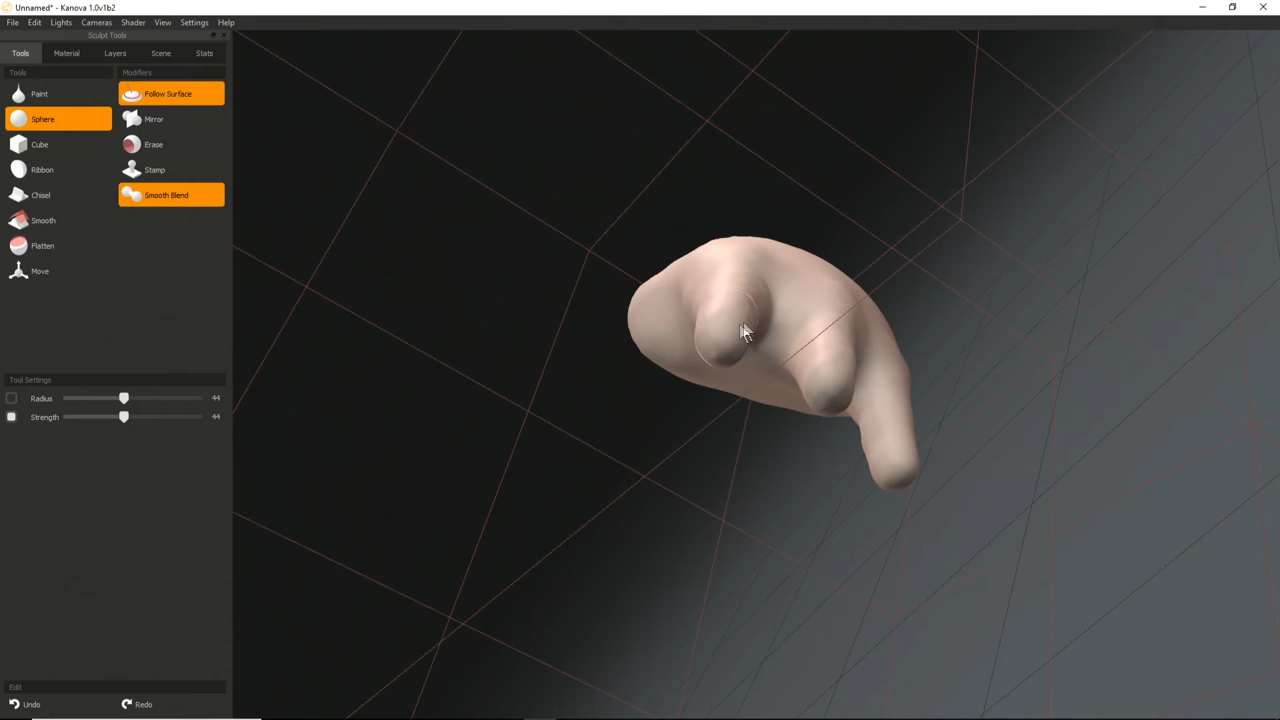 Unnamed* - Kanova 1.0v1b2
File Edit Lights Cameras Shader View Settings Help
Sculpt Tools
Tools Material Layers Scene Stats
Tools Modifiers
Paint Follow Surface
Sphere Mirror
Cube Erase
Ribbon Stamp
Chisel Smooth Blend
Smooth
Flatten
Move
Tool Settings
Radius 44
Strength 44
Edit
Undo Redo